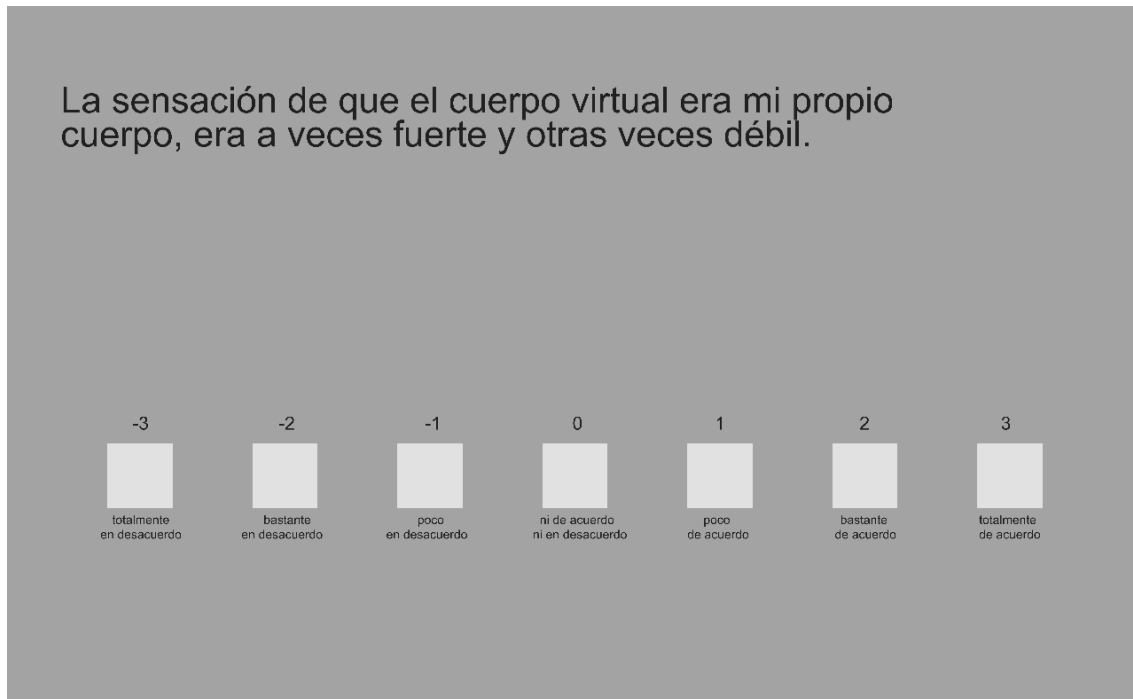 La sensación de que el cuerpo virtual era mi propio
cuerpo, era a veces fuerte y otras veces débil.
-3 -2 -1 0 1 2 3
totalmente bastante poco ni de acuerdo poco bastante totalmente
en desacuerdo en desacuerdo en desacuerdo ni en desacuerdo de acuerdo de acuerdo de acuerdo